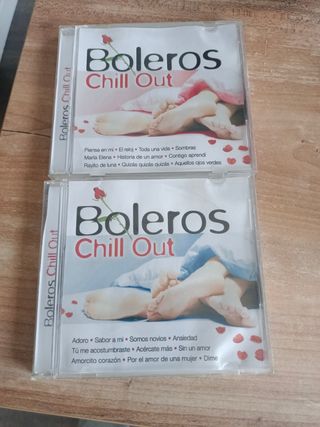 Boleros Chill Out
Boleros
Chill Out
Piensa en mi • El reloj • Toda una vida • Sombras
María Elena • Historia de un amor • Contigo aprendí
Rayito de luna • Quizás quizás quizás • Aquellos ojos verdes
Boleros Chill Out
Boleros
Chill Out
Adoro • Sabor a mi • Somos novios • Ansiedad
Tú me acostumbraste • Acércate más • Sin un amor
Amorcito corazón • Por el amor de una mujer • Dime